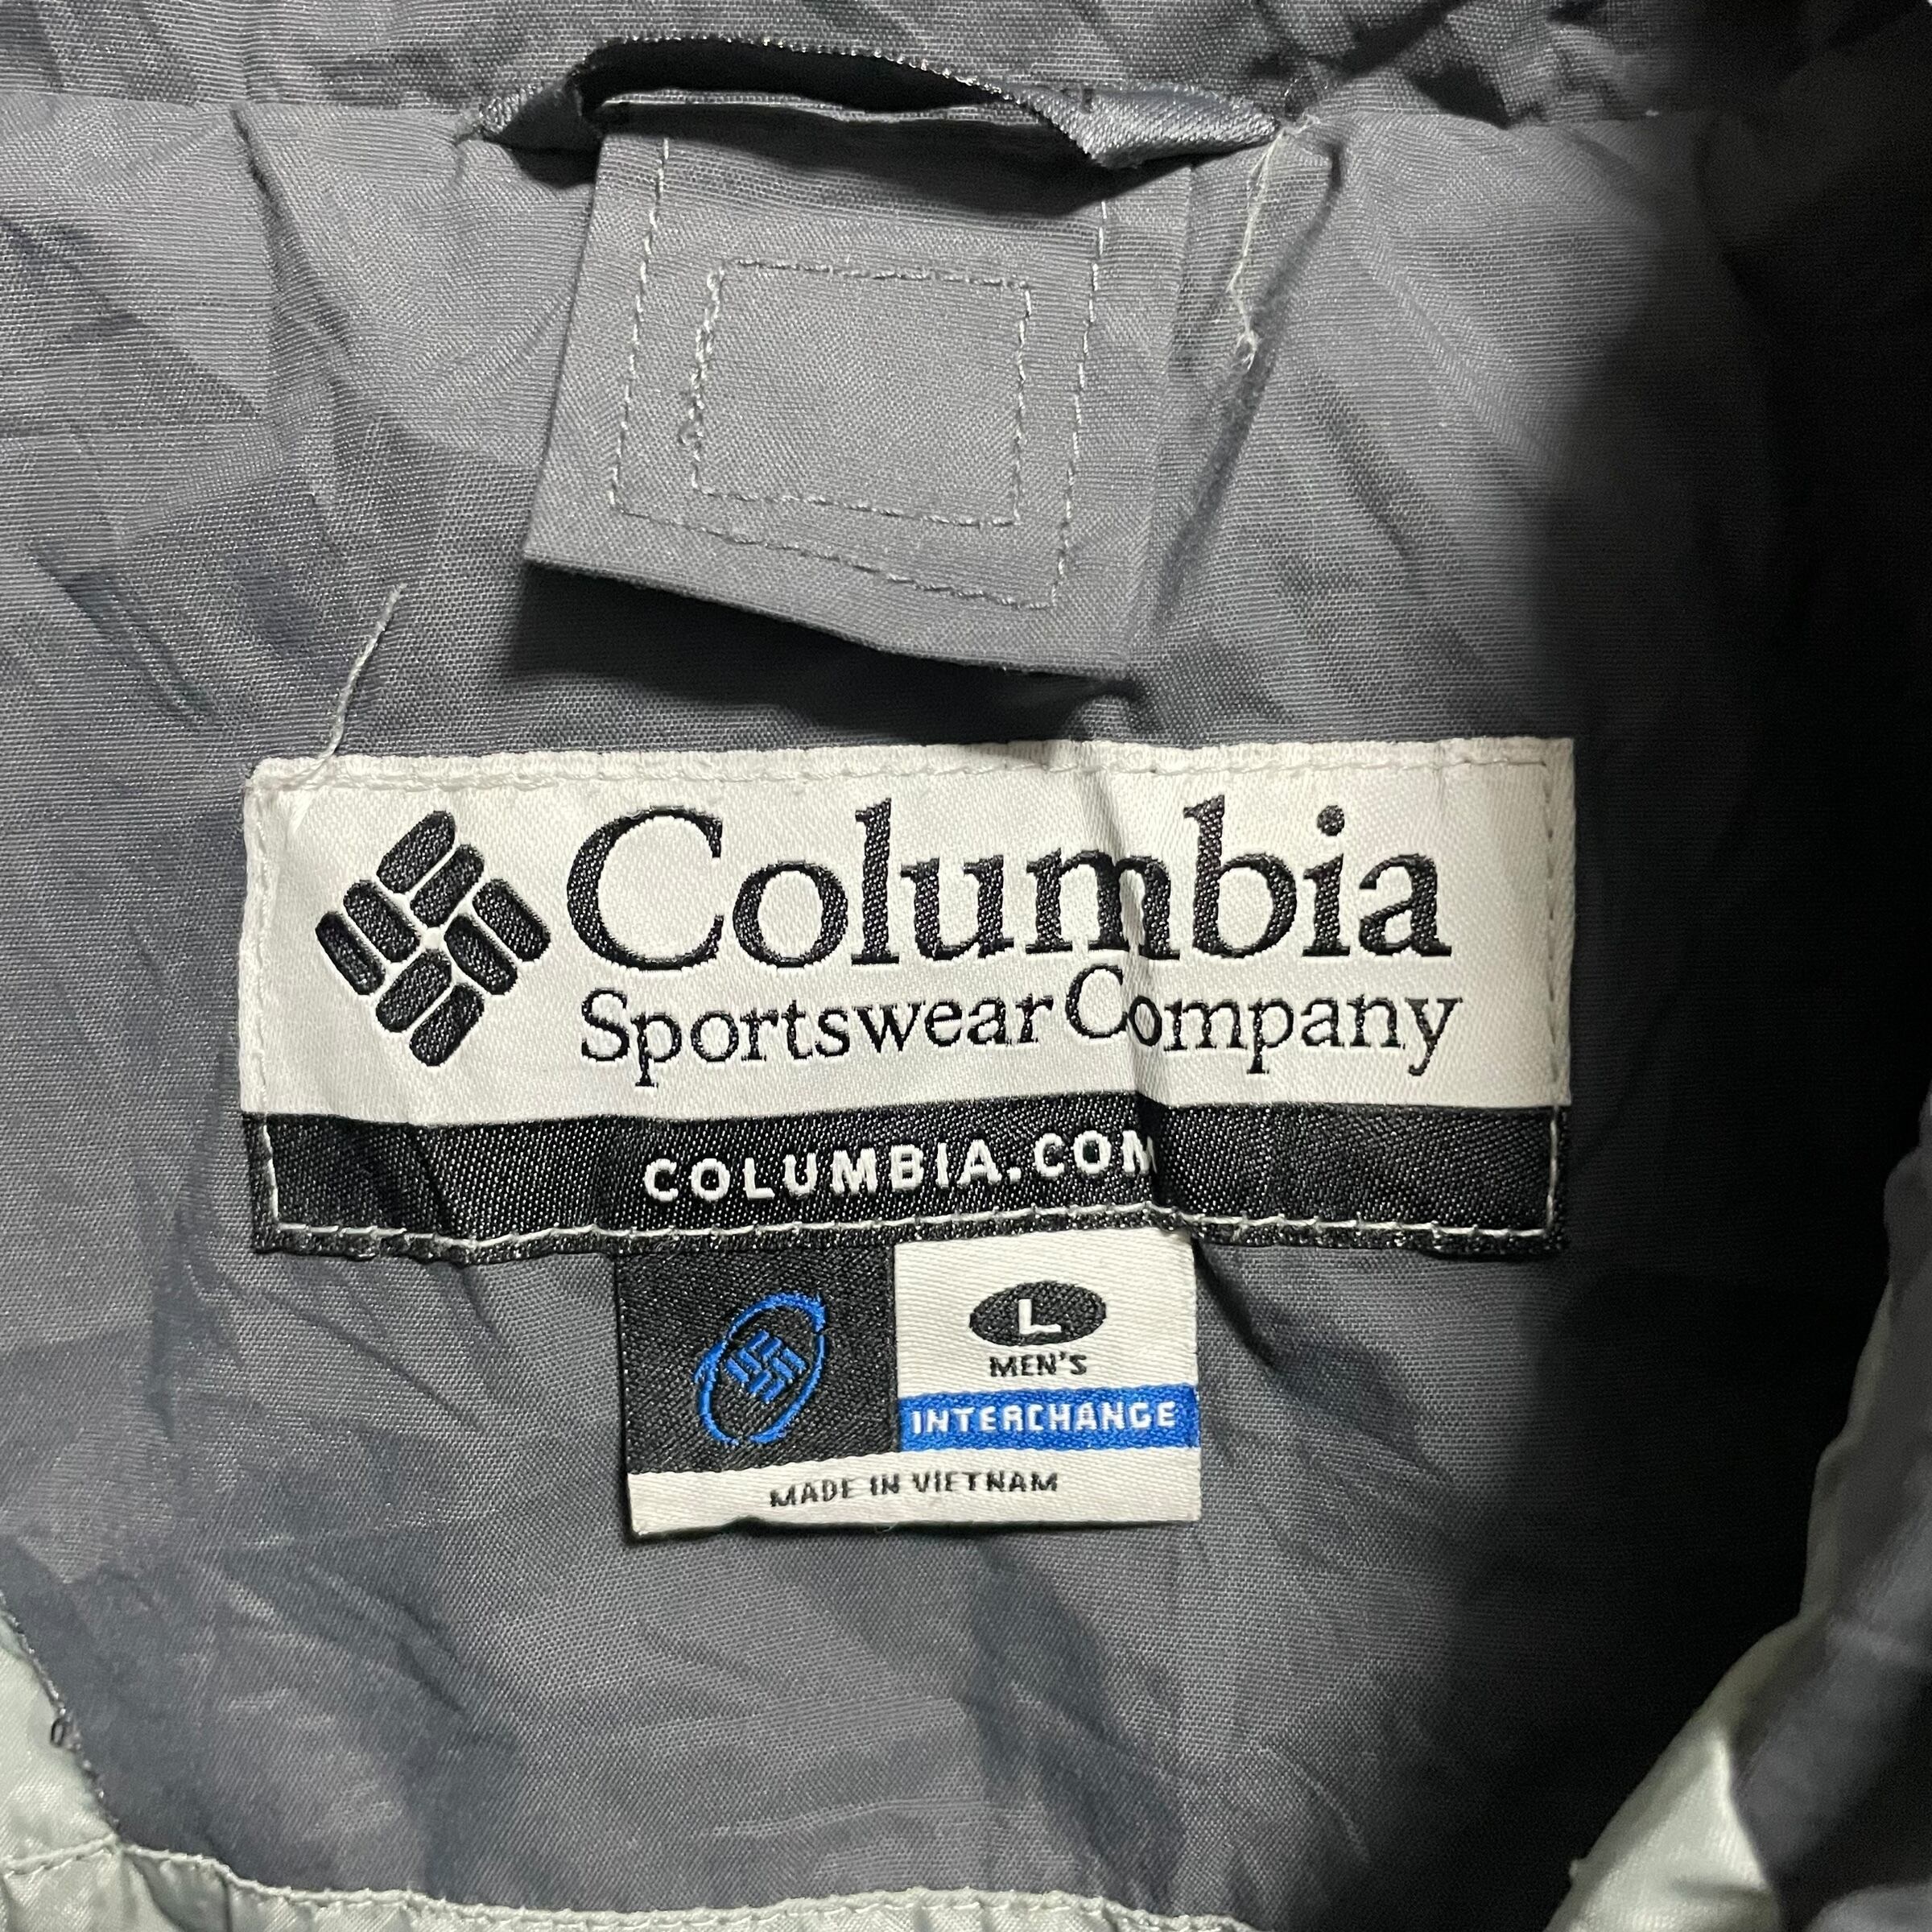 Columbia
Sportswear Company
COLUMBIA.COM
L
MEN'S
INTERCHANGE
MADE IN VIETNAM